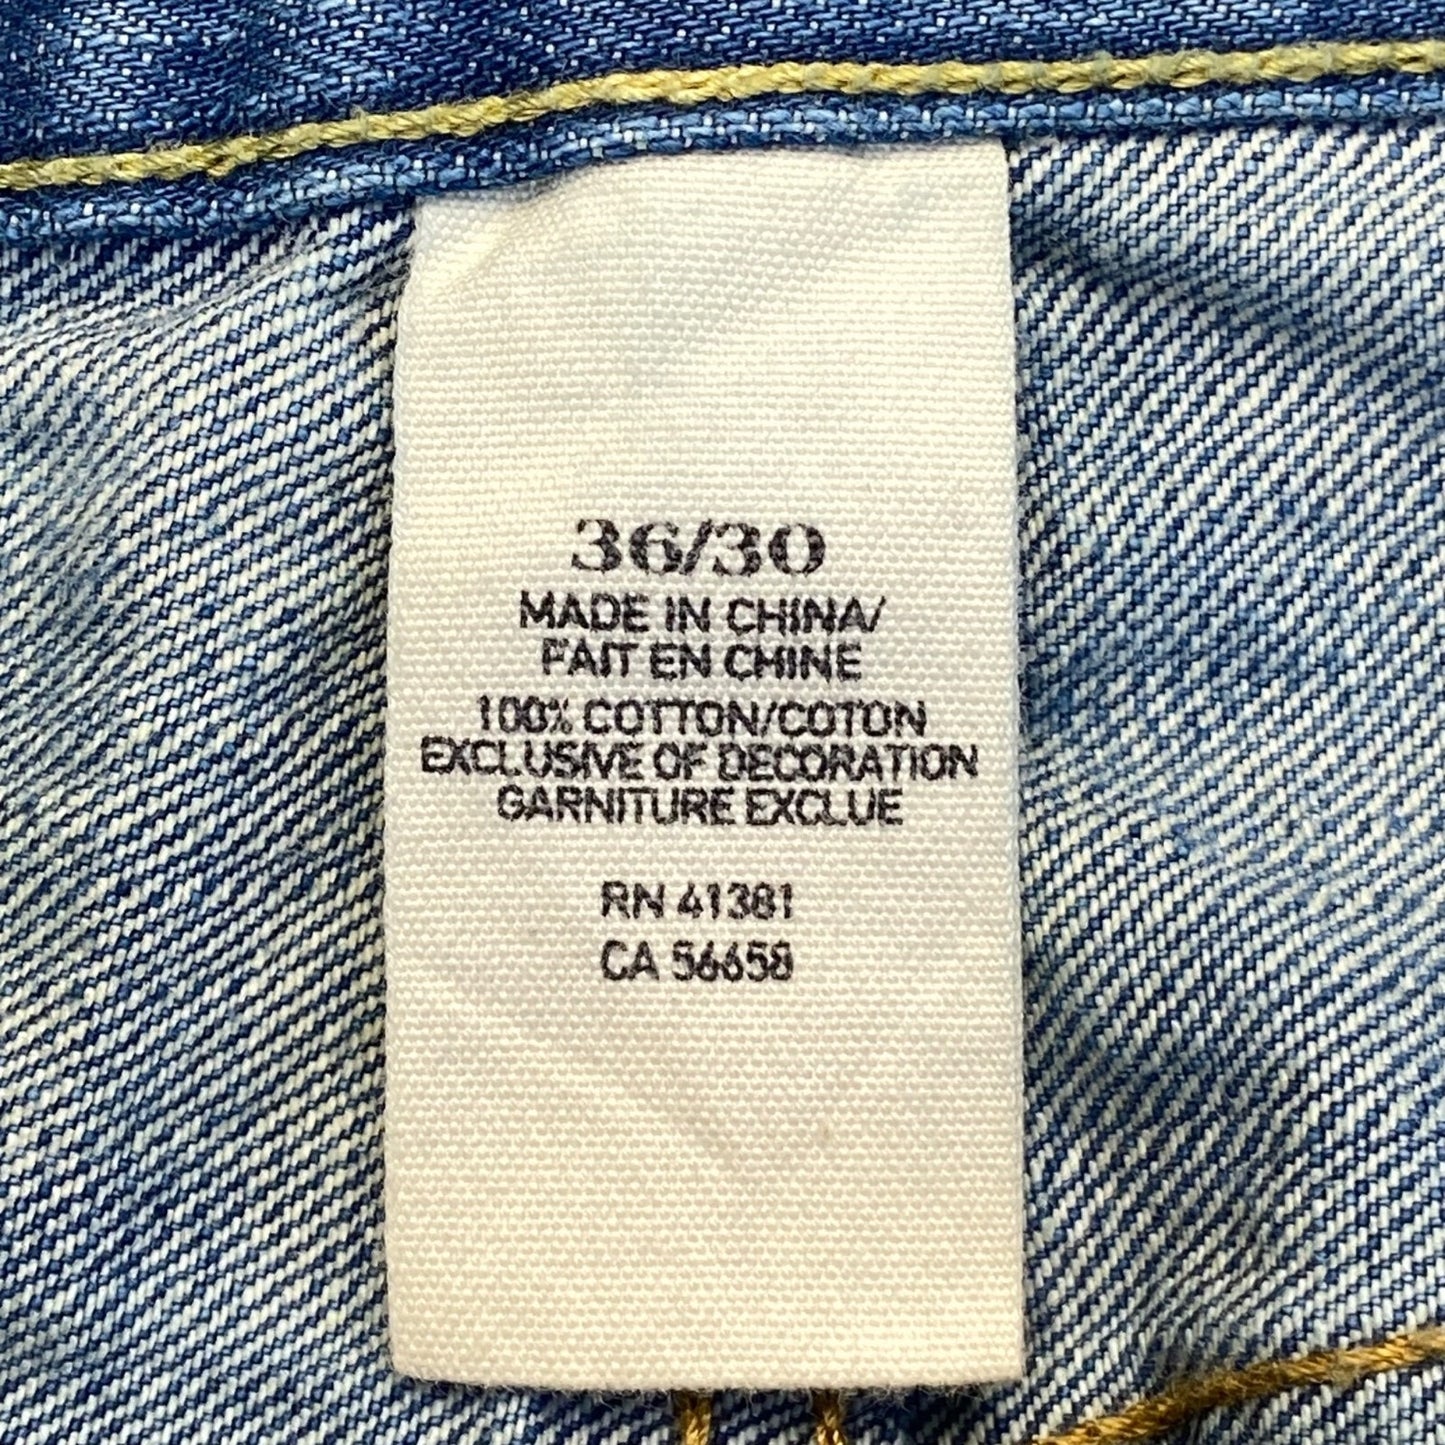 36/30
MADE IN CHINA/
FAIT EN CHINE
100% COTTON/COTON
EXCLUSIVE OF DECORATION
GARNITURE EXCLUE
RN 41381
CA 56658